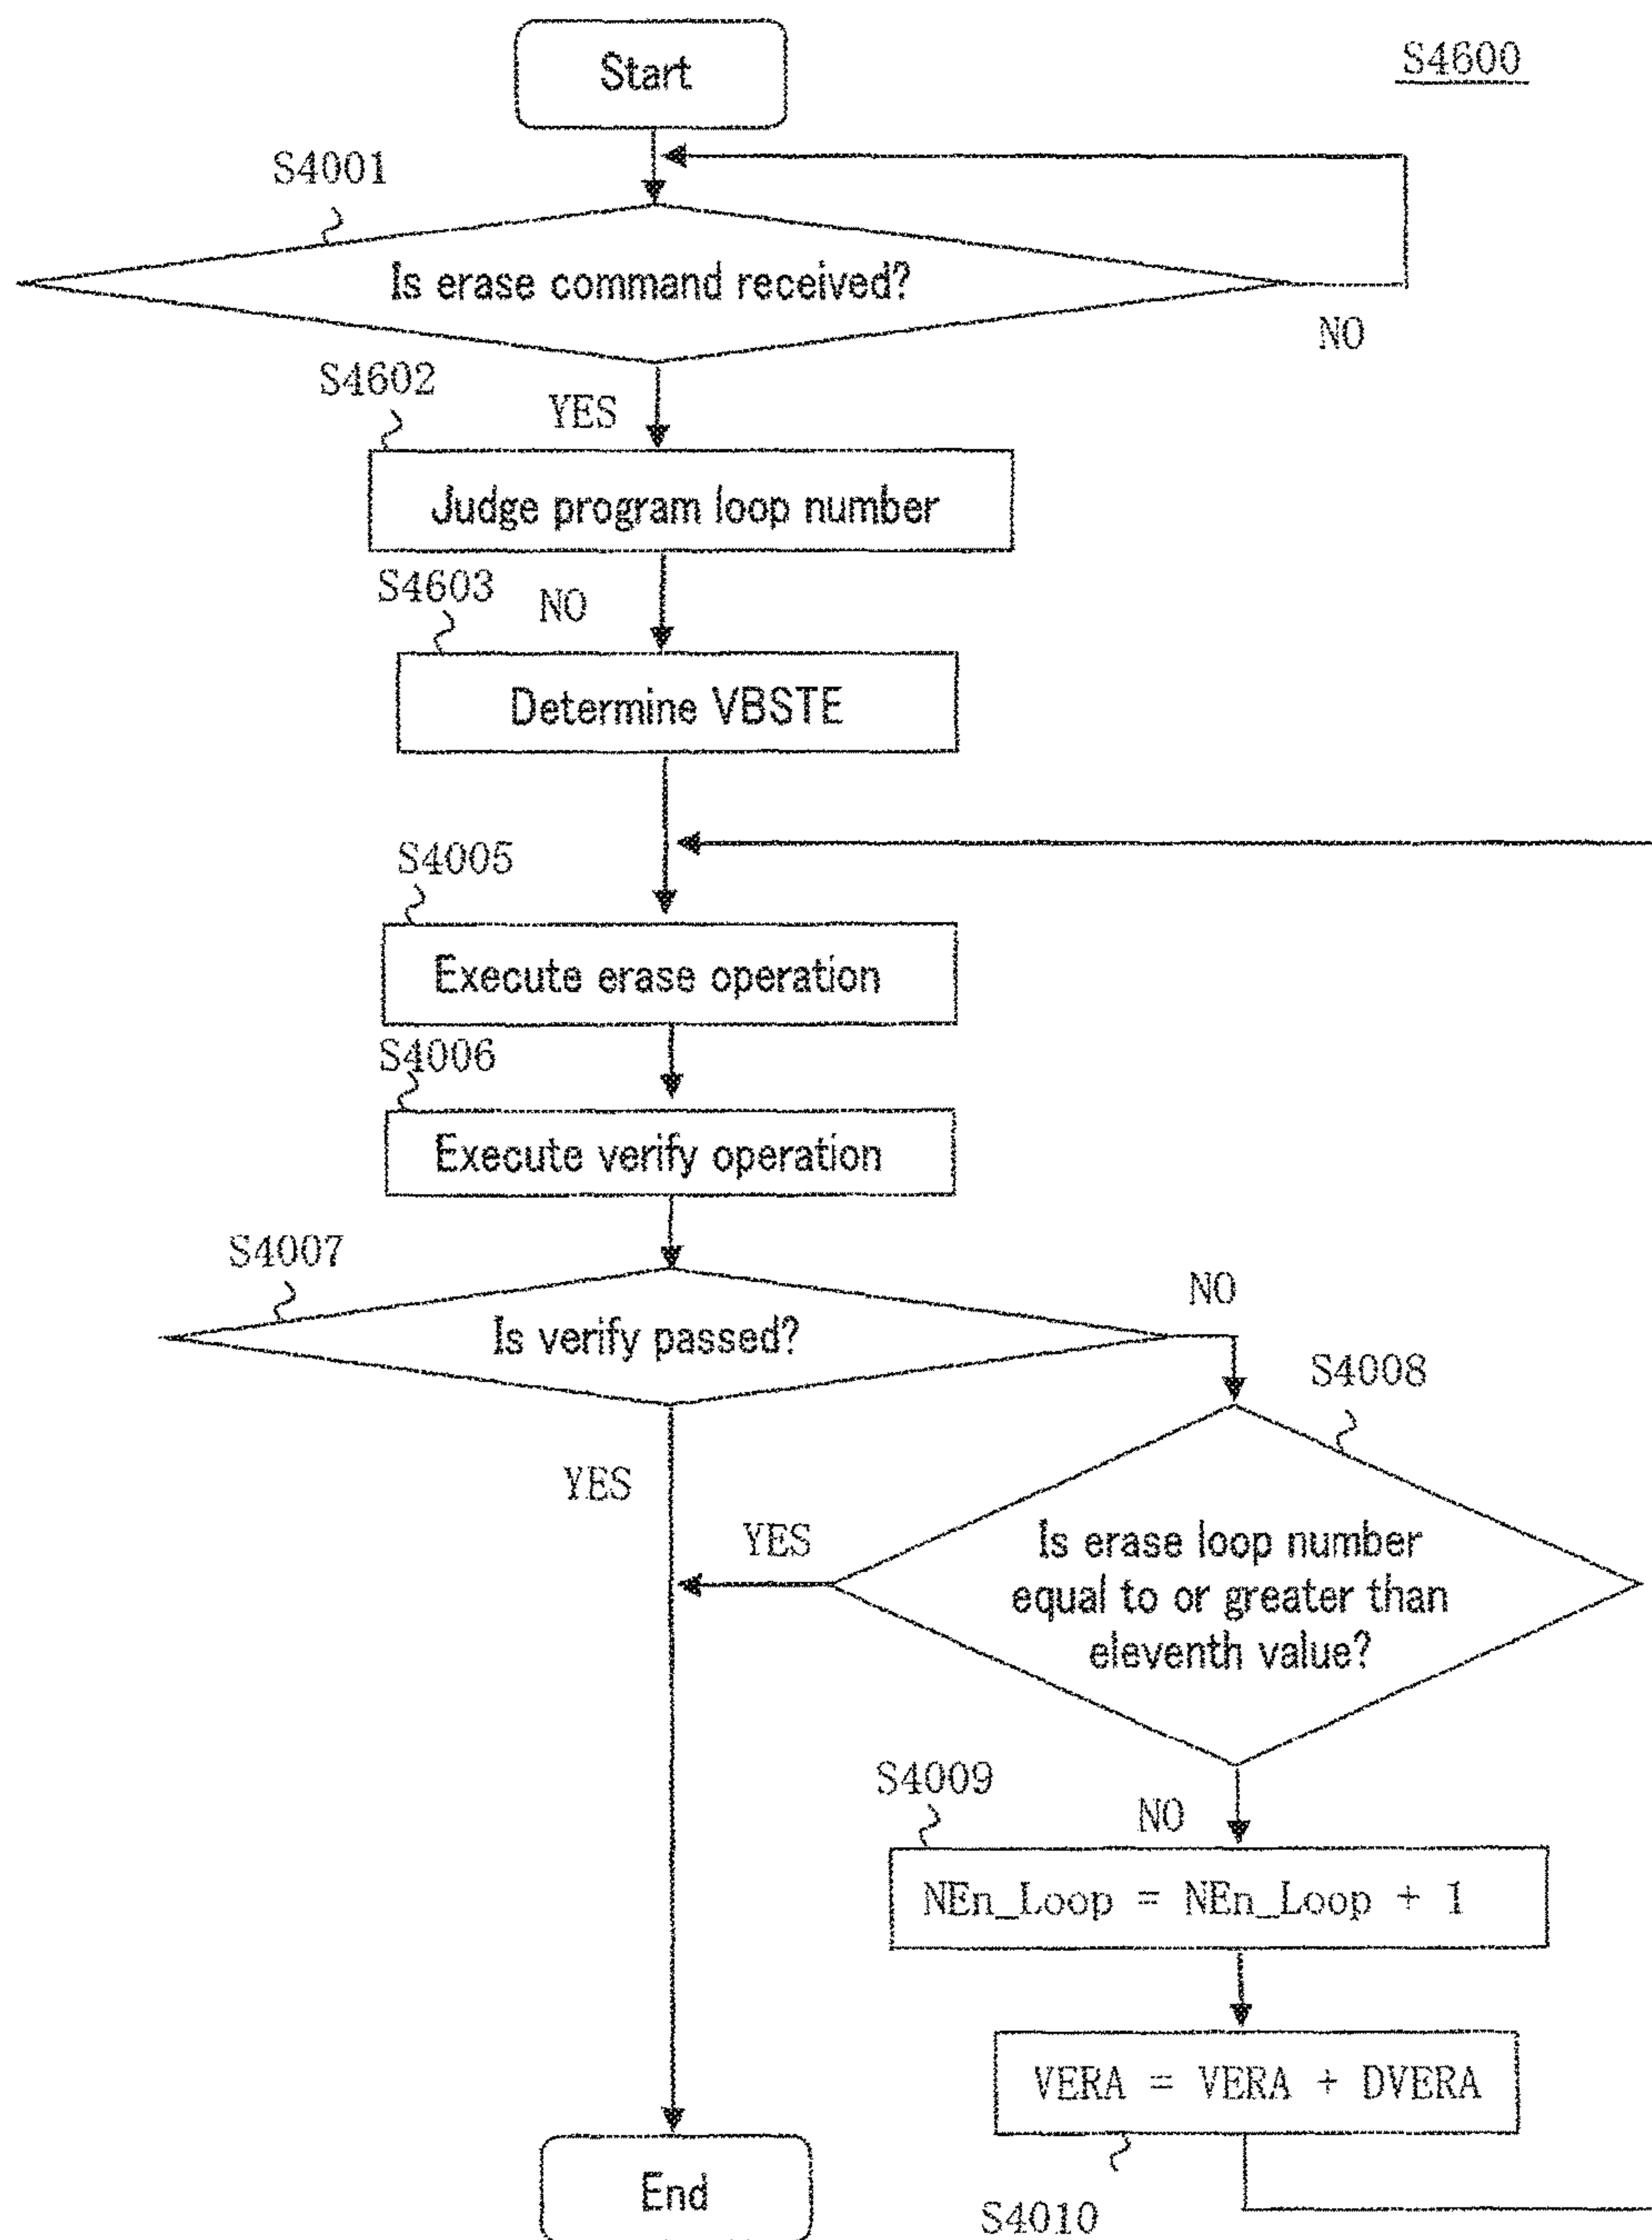 S4600
Start
S4001
Is erase command received?
NO
YES
S4602
Judge program loop number
S4603
NO
Determine VBSTE
S4005
Execute erase operation
S4006
Execute verify operation
S4007
Is verify passed?
NO
YES
S4008
YES
Is erase loop number
equal to or greater than
eleventh value?
NO
S4009
NEn_Loop = NEn_Loop + 1
VERA = VERA + DVERA
S4010
End